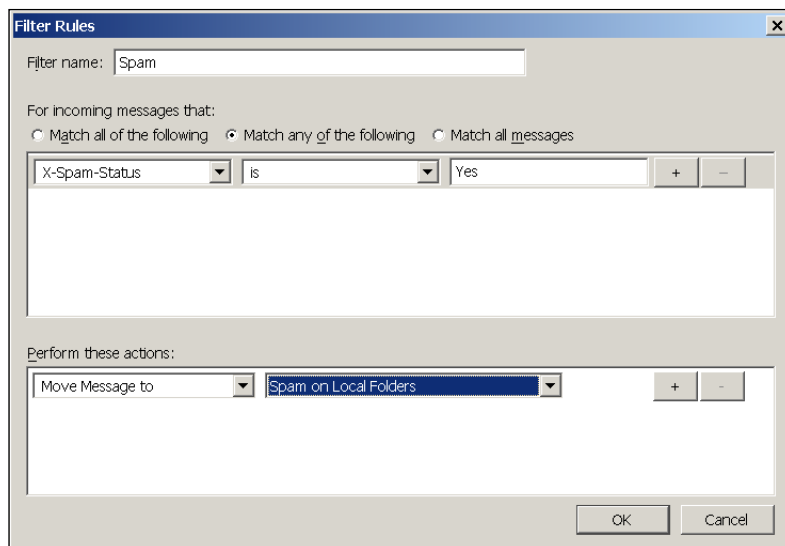 Filter Rules
Filter name: Spam
For incoming messages that:
Match all of the following Match any of the following Match all messages
X-Spam-Status is Yes + –
Perform these actions:
Move Message to Spam on Local Folders + -
OK Cancel